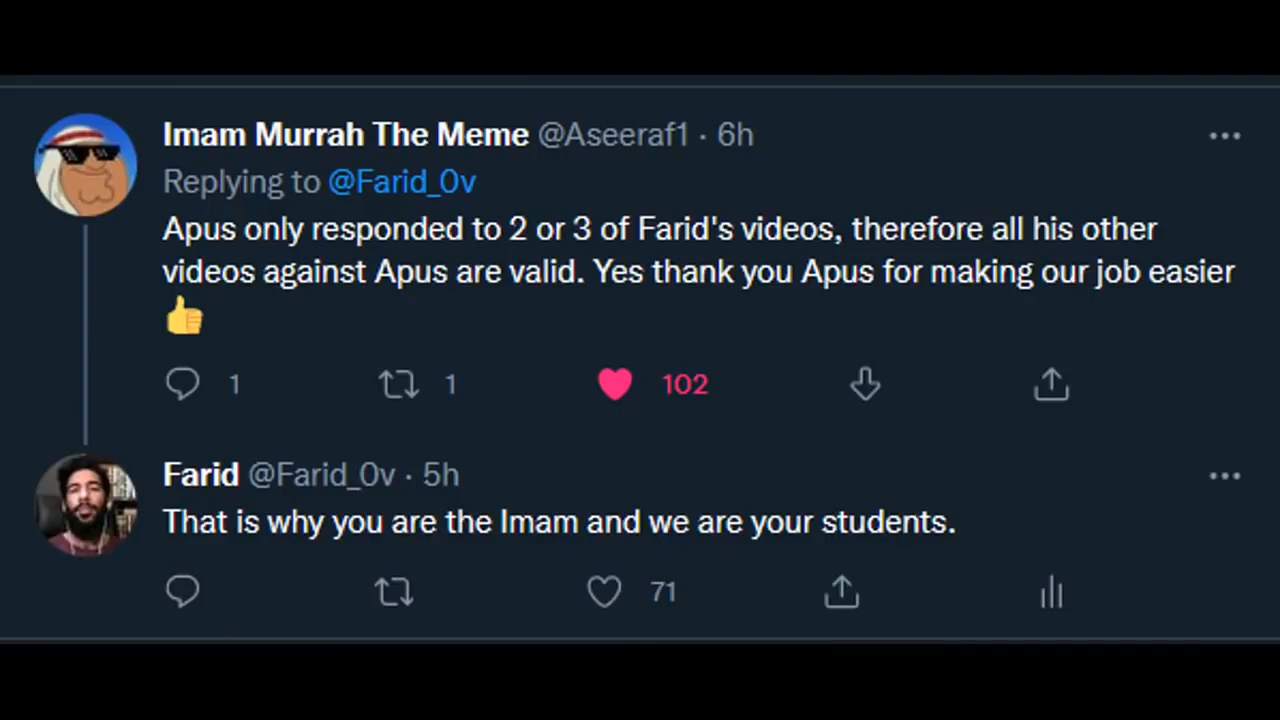 Imam Murrah The Meme @Aseeraf1 · 6h
Replying to @Farid_0v
Apus only responded to 2 or 3 of Farid's videos, therefore all his other
videos against Apus are valid. Yes thank you Apus for making our job easier
👍
1 1 102
Farid @Farid_0v · 5h
That is why you are the Imam and we are your students.
71